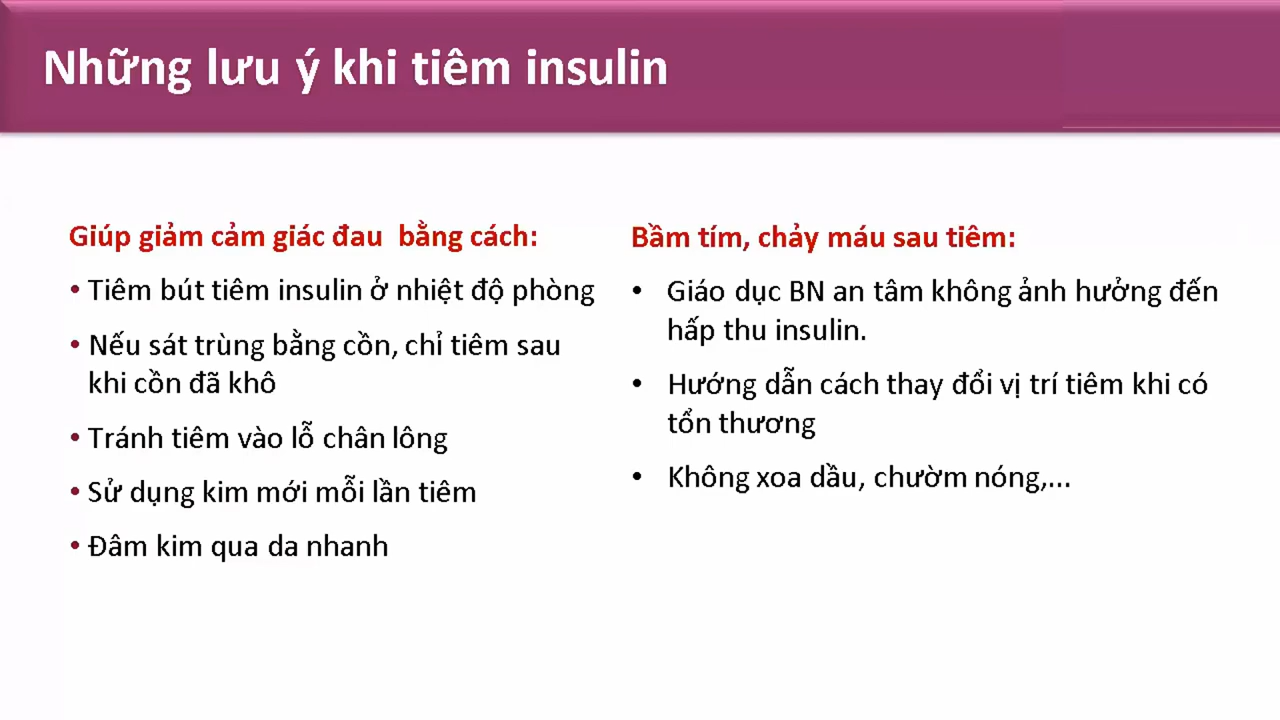 Những lưu ý khi tiêm insulin
Giúp giảm cảm giác đau bằng cách:
• Tiêm bút tiêm insulin ở nhiệt độ phòng
• Nếu sát trùng bằng cồn, chỉ tiêm sau
khi cồn đã khô
• Tránh tiêm vào lỗ chân lông
• Sử dụng kim mới mỗi lần tiêm
• Đâm kim qua da nhanh
Bầm tím, chảy máu sau tiêm:
• Giáo dục BN an tâm không ảnh hưởng đến
hấp thu insulin.
• Hướng dẫn cách thay đổi vị trí tiêm khi có
tổn thương
• Không xoa dầu, chườm nóng,...